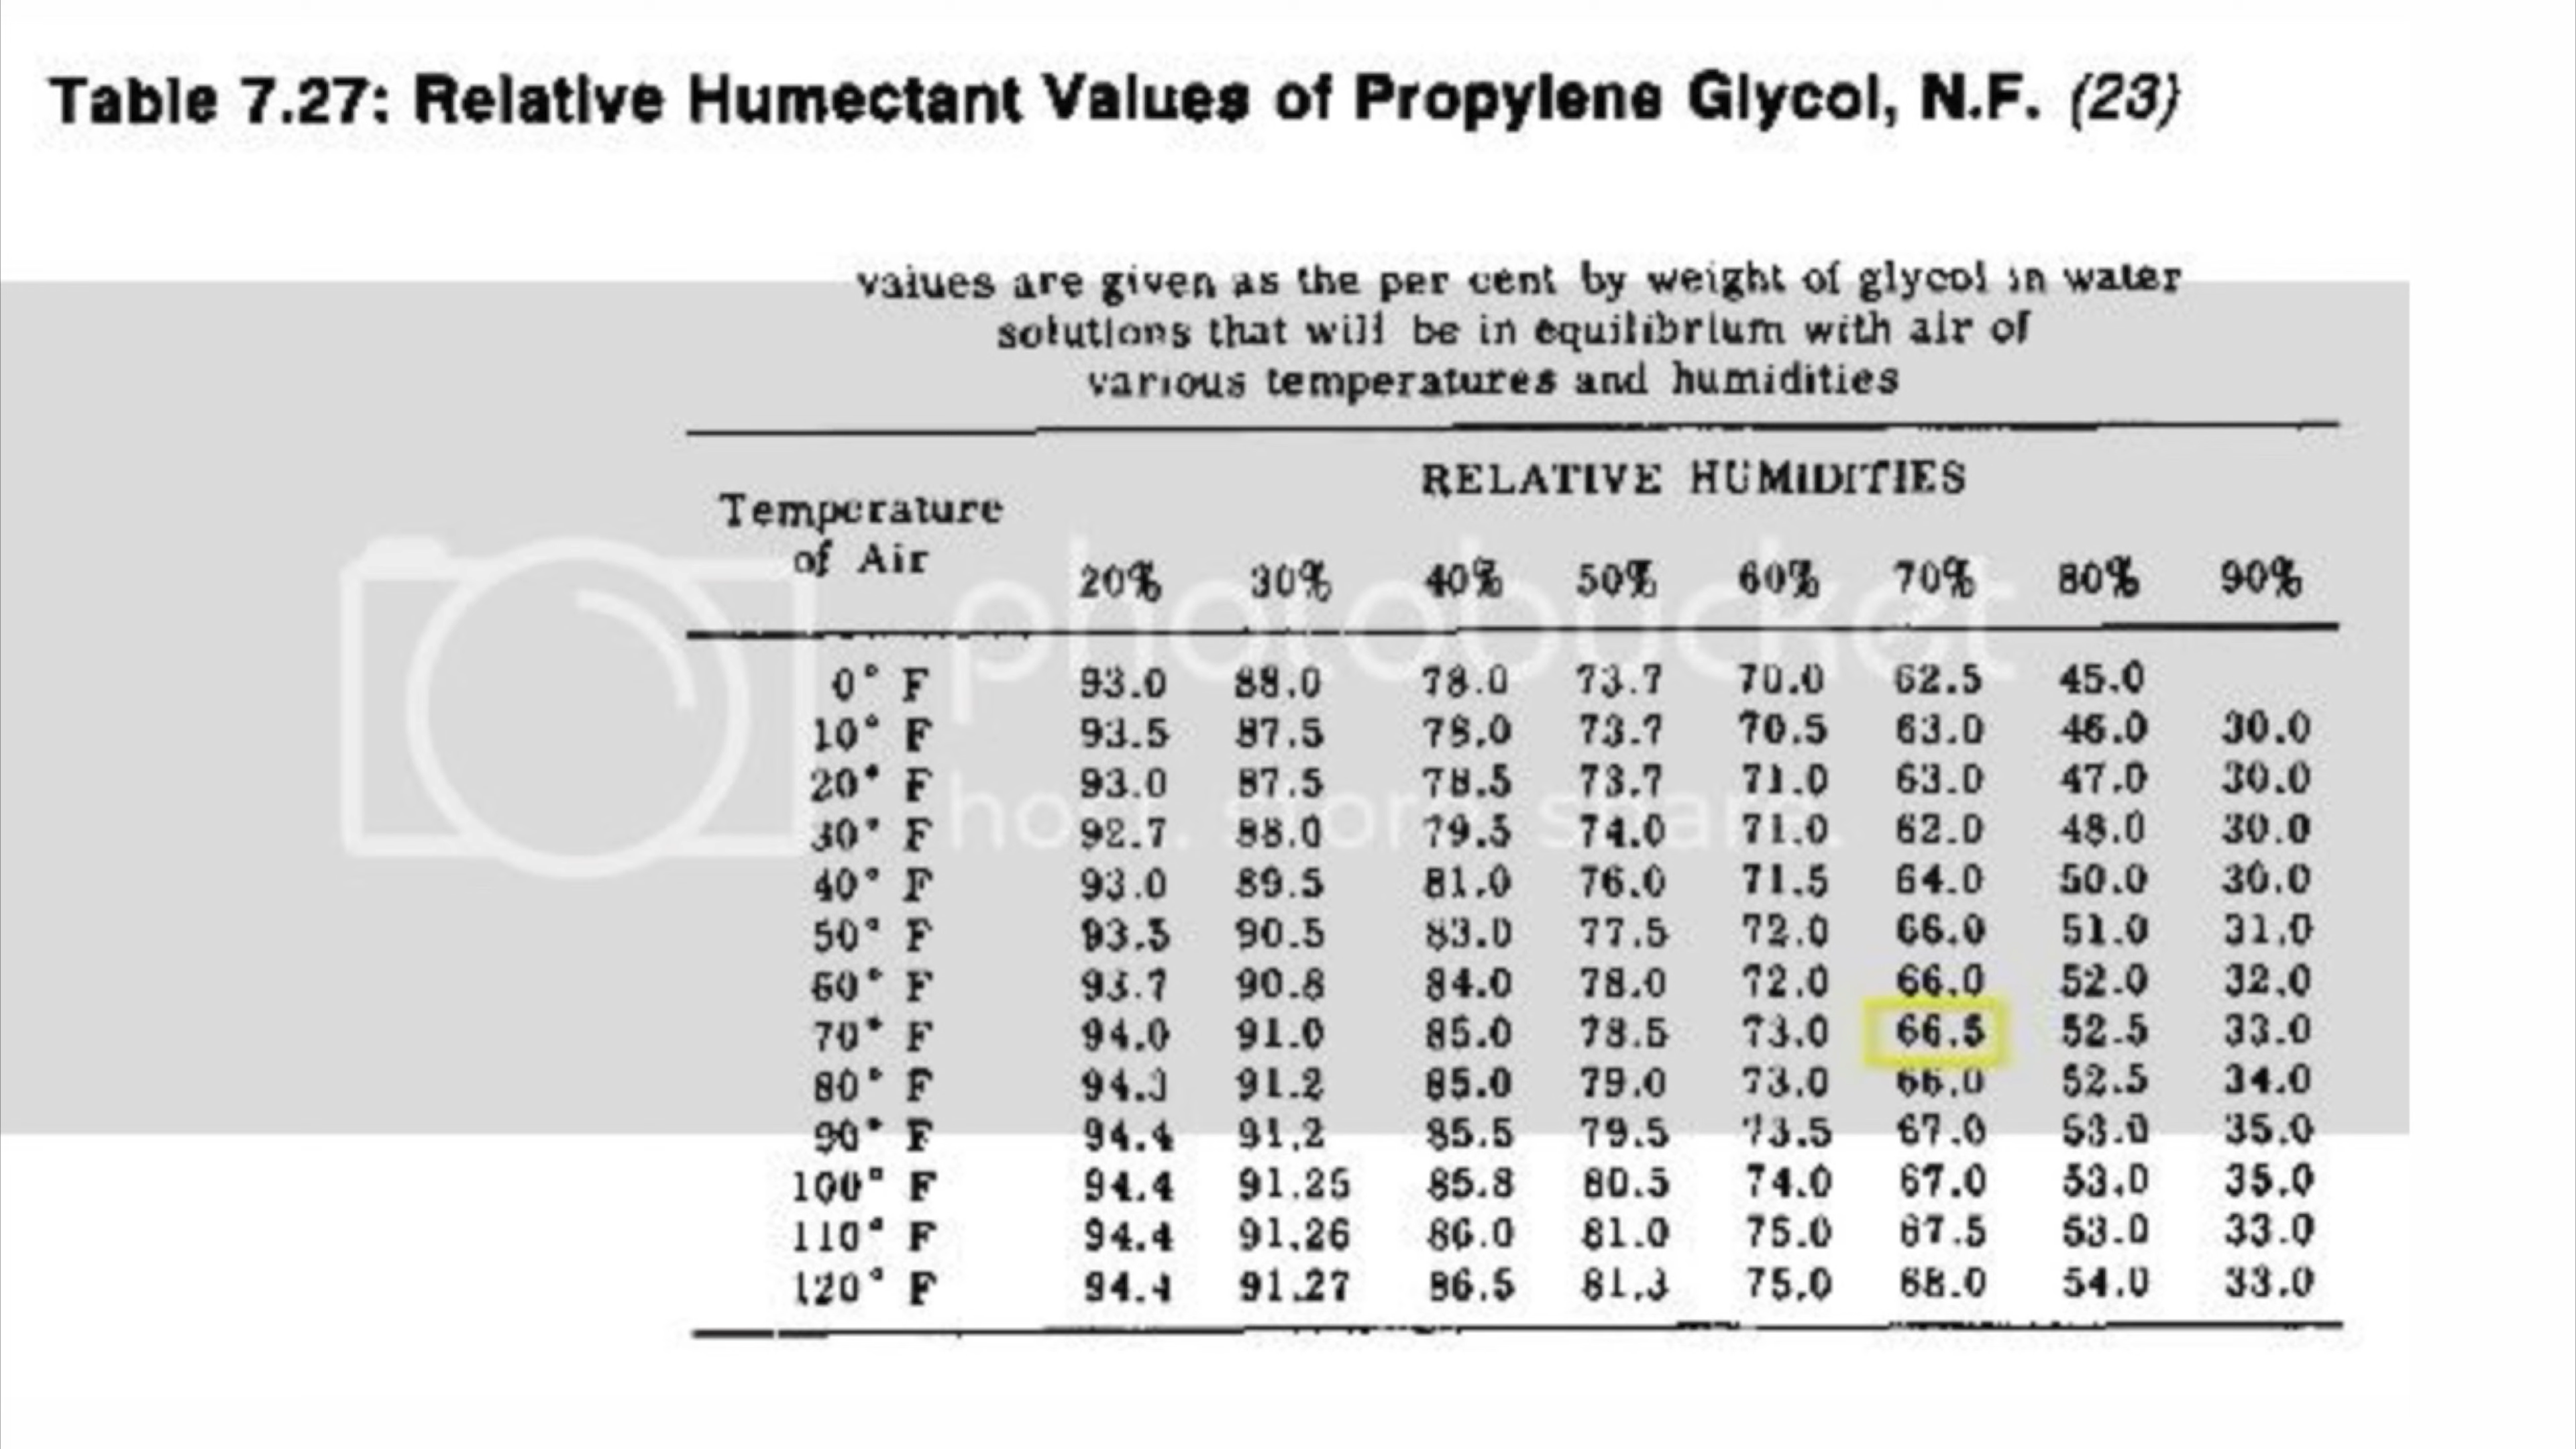 Table 7.27: Relative Humectant Values of Propylene Glycol, N.F. (23)
values are given as the per cent by weight of glycol in water
solutions that will be in equilibrium with air of
various temperatures and humidities
RELATIVE HUMIDITIES
Temperature
of Air
20% 30% 40% 50% 60% 70% 80% 90%
0° F 93.0 88.0 78.0 73.7 70.0 62.5 45.0
10° F 93.5 87.5 78.0 73.7 70.5 63.0 46.0 30.0
20° F 93.0 87.5 78.5 73.7 71.0 63.0 47.0 30.0
30° F 92.7 88.0 79.5 74.0 71.0 62.0 48.0 30.0
40° F 93.0 89.5 81.0 76.0 71.5 64.0 50.0 30.0
50° F 93.5 90.5 83.0 77.5 72.0 66.0 51.0 31.0
60° F 93.7 90.8 84.0 78.0 72.0 66.0 52.0 32.0
70° F 94.0 91.0 85.0 78.5 73.0 66.5 52.5 33.0
80° F 91.2 85.0 79.0 73.0 66.0 52.5 34.0
90° F 94.4 91.2 85.5 79.5 73.5 67.0 53.0 35.0
100° F 94.4 91.25 85.8 80.5 74.0 67.0 53.0 35.0
110° F 94.4 91.26 86.0 81.0 75.0 67.5 53.0 33.0
120° F 94.4 91.27 86.5 81.3 75.0 68.0 54.0 33.0
photobucket
host. store. share.